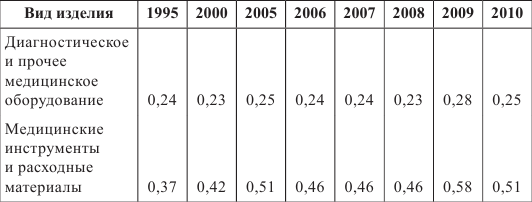 Вид изделия 1995 2000 2005 2006 2007 2008 2009 2010
Диагностическое
и прочее
медицинское
оборудование 0,24 0,23 0,25 0,24 0,24 0,23 0,28 0,25
Медицинские
инструменты
и расходные
материалы 0,37 0,42 0,51 0,46 0,46 0,46 0,58 0,51